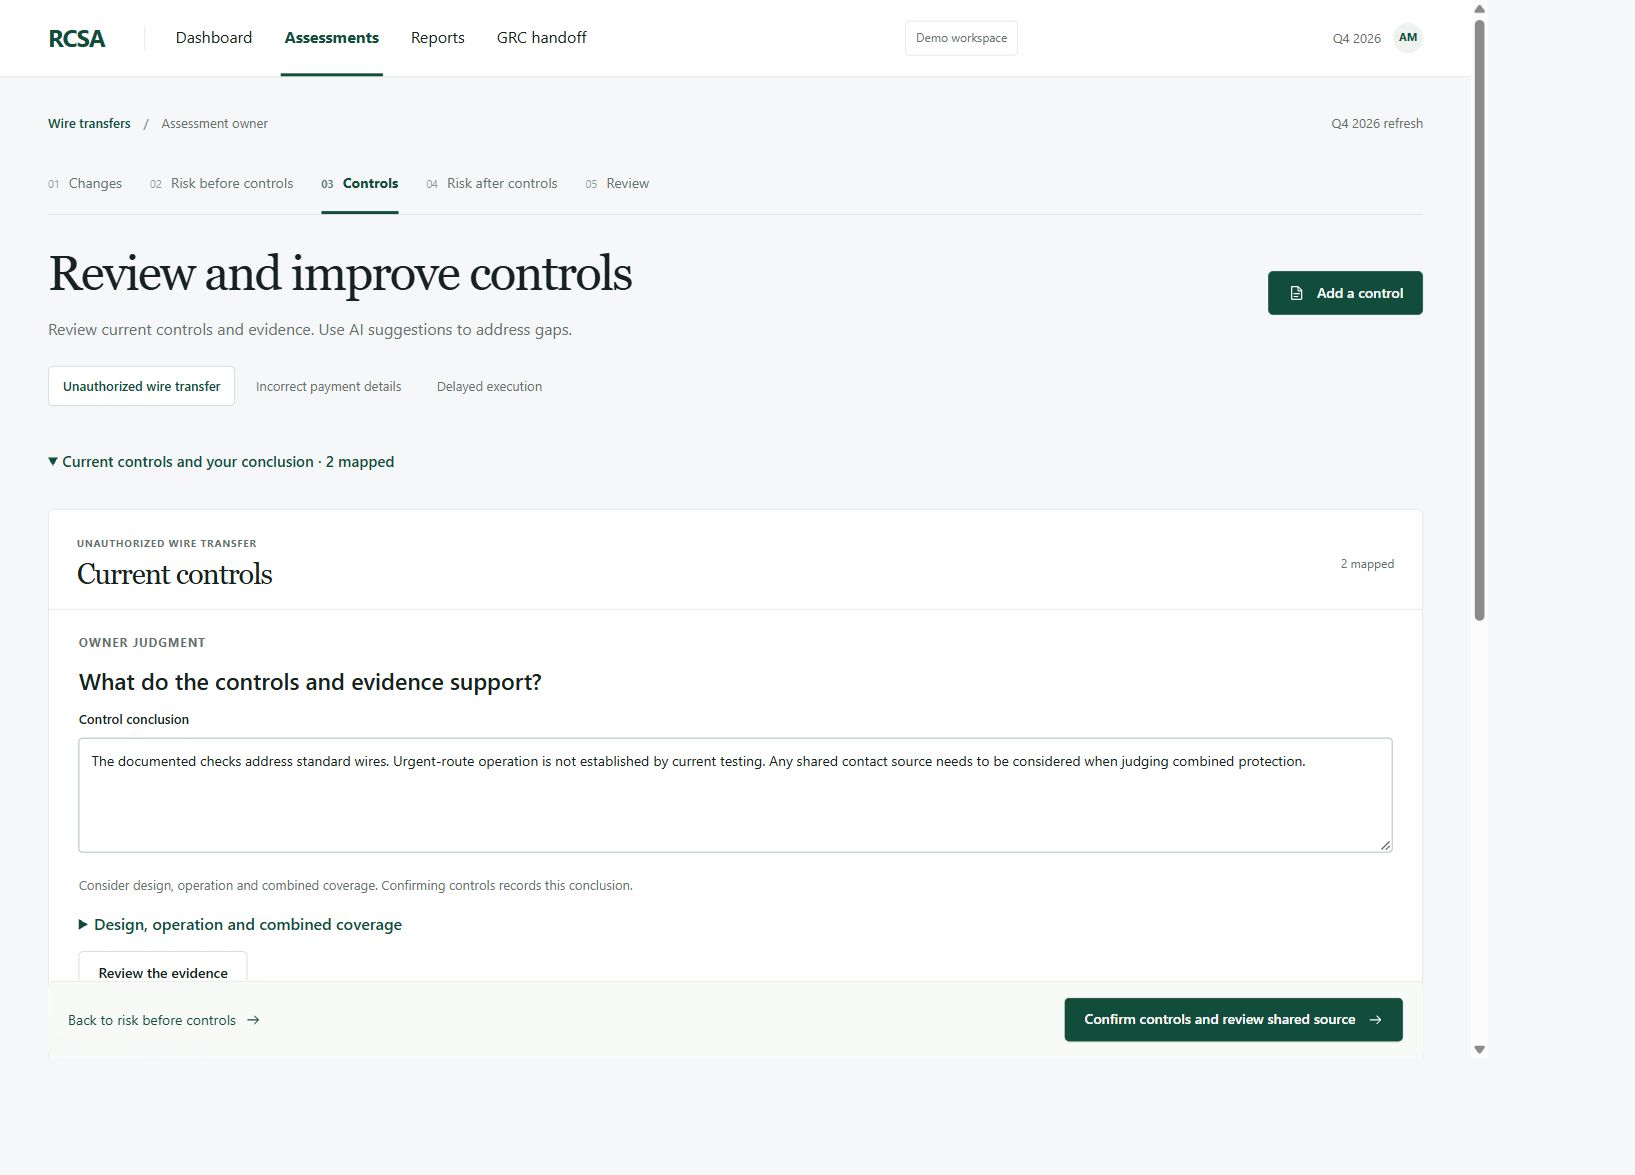 RCSA
Dashboard
Assessments
Reports
GRC handoff
Demo workspace
Q4 2026
AM
Wire transfers / Assessment owner
Q4 2026 refresh
01 Changes
02 Risk before controls
03 Controls
04 Risk after controls
05 Review
Review and improve controls
Add a control
Review current controls and evidence. Use AI suggestions to address gaps.
Unauthorized wire transfer
Incorrect payment details
Delayed execution
Current controls and your conclusion · 2 mapped
UNAUTHORIZED WIRE TRANSFER
Current controls
2 mapped
OWNER JUDGMENT
What do the controls and evidence support?
Control conclusion
The documented checks address standard wires. Urgent-route operation is not established by current testing. Any shared contact source needs to be considered when judging combined protection.
Consider design, operation and combined coverage. Confirming controls records this conclusion.
Design, operation and combined coverage
Review the evidence
Back to risk before controls →
Confirm controls and review shared source →